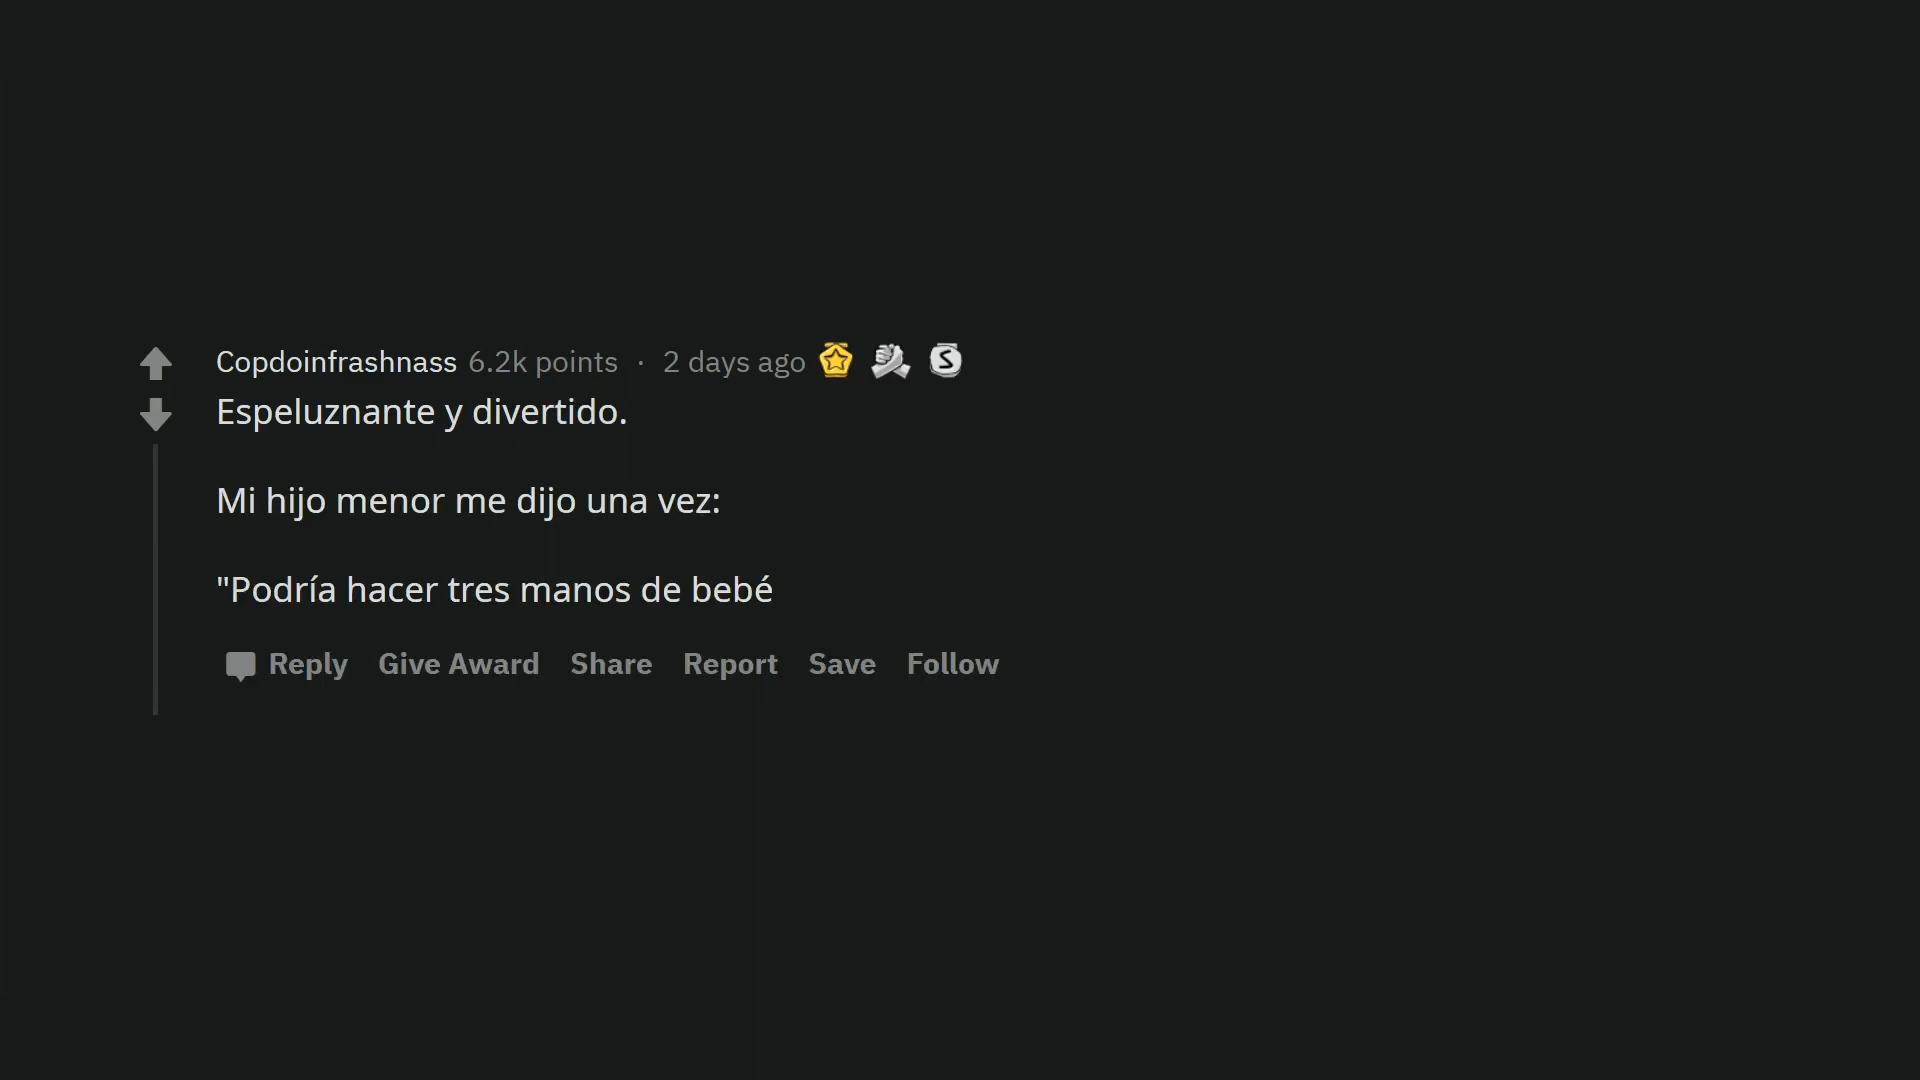 Copdoinfrashnass 6.2k points · 2 days ago
Espeluznante y divertido.
Mi hijo menor me dijo una vez:
"Podría hacer tres manos de bebé
Reply Give Award Share Report Save Follow